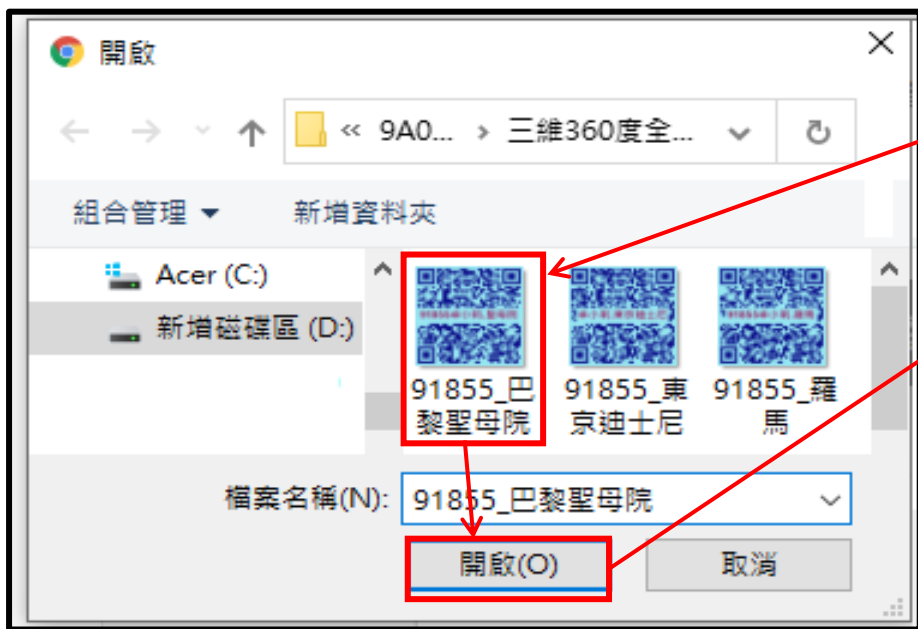 開啟
« 9A0... › 三維360度全...
組合管理 新增資料夾
Acer (C:)
新增磁碟區 (D:)
91855_巴
黎聖母院
91855_東
京迪士尼
91855_羅
馬
檔案名稱(N): 91855_巴黎聖母院
開啟(O) 取消